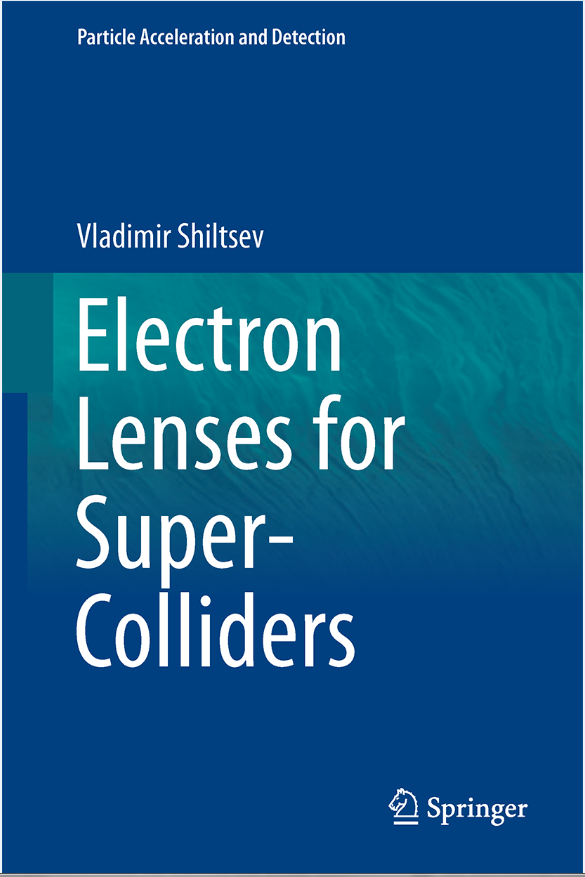 Particle Acceleration and Detection
Vladimir Shiltsev
Electron
Lenses for
Super-
Colliders
Springer